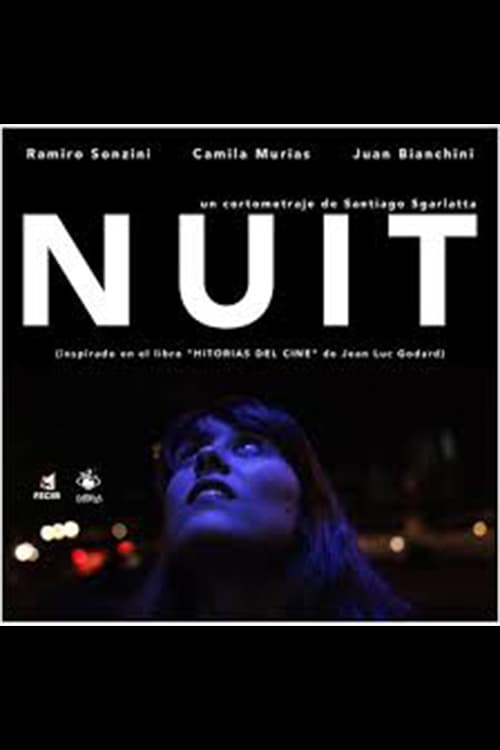 Ramiro Sonzini Camila Murias Juan Bianchini
un cortometraje de Santiago Sgarlatta
NUIT
(inspirado en el libro "HITORIAS DEL CINE" de Jean Luc Godard)